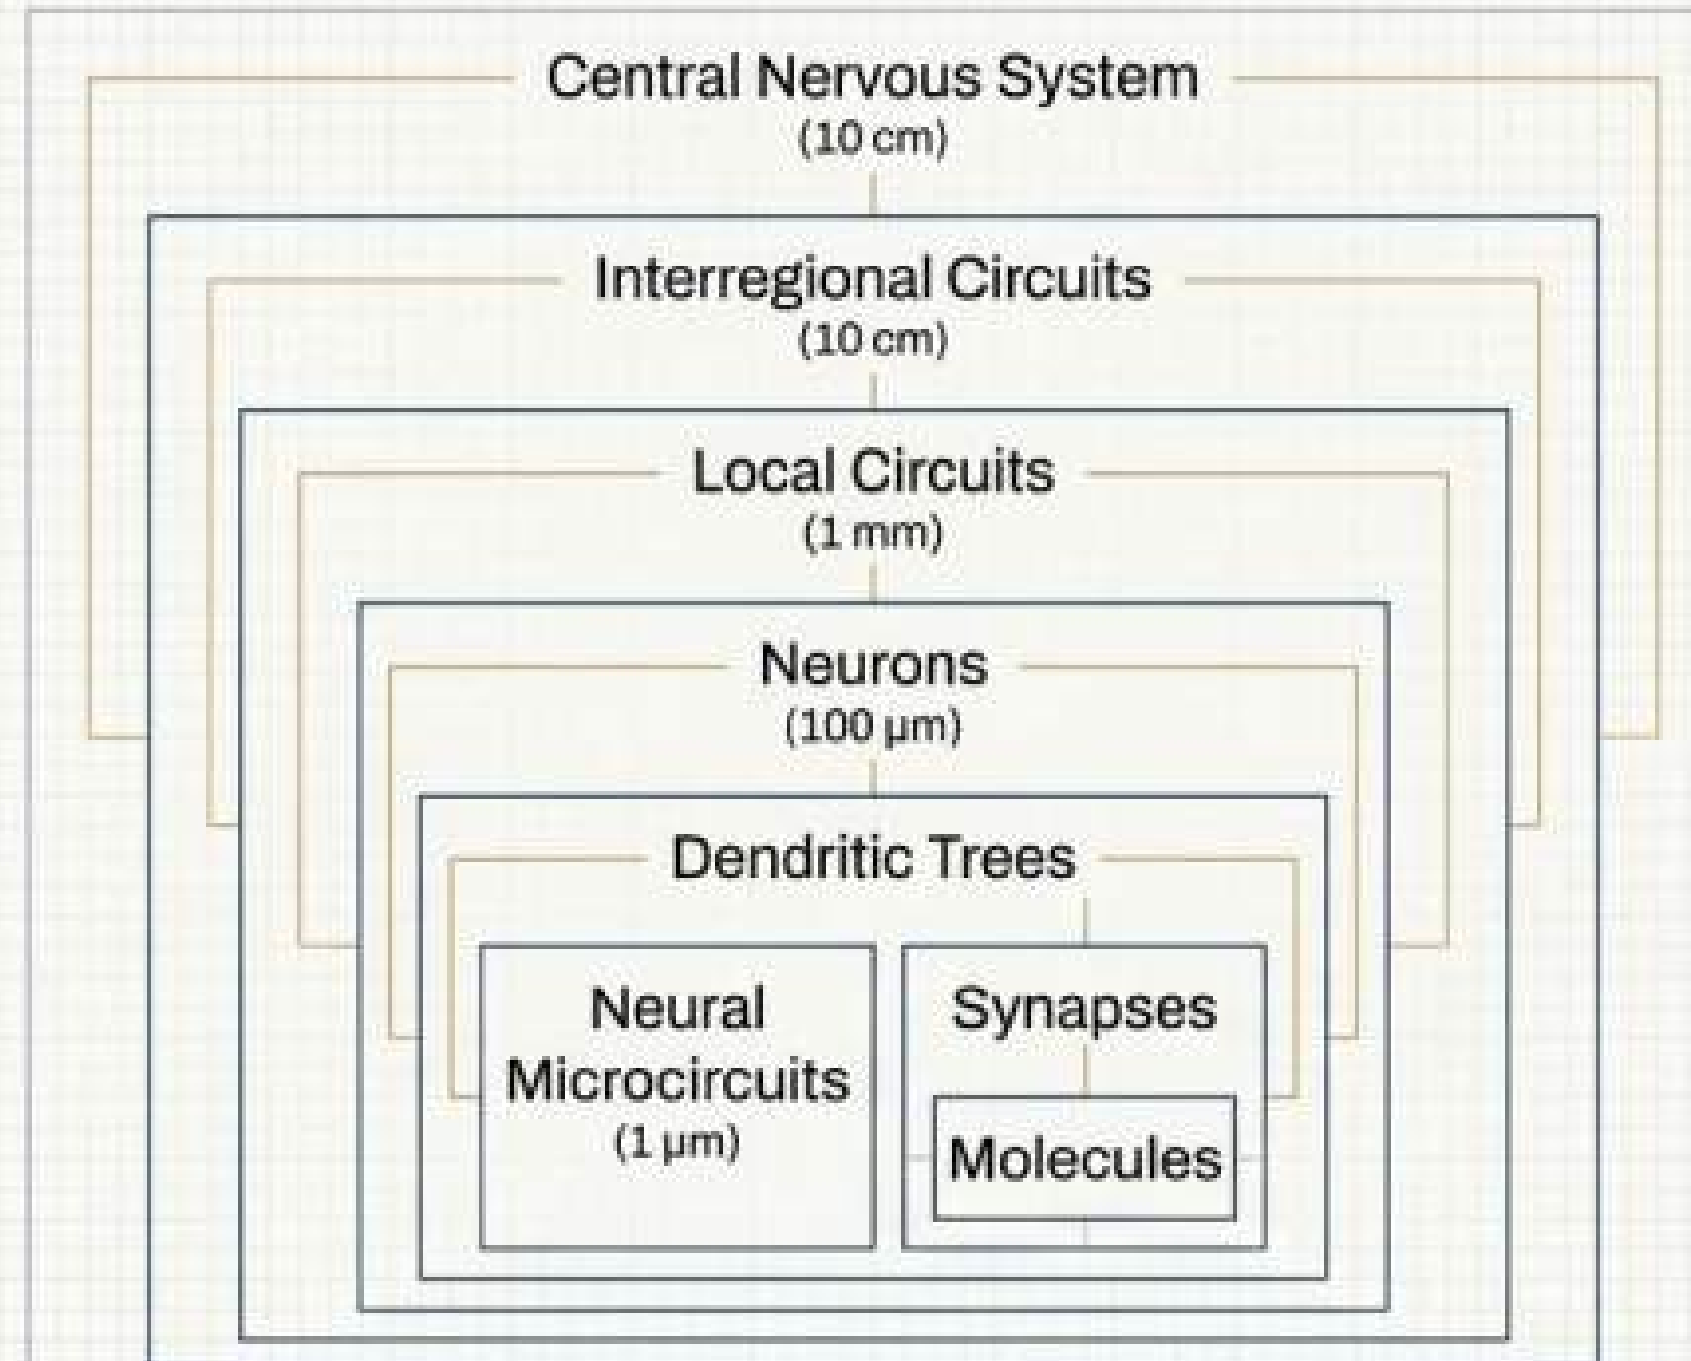 Central Nervous System
(10 cm)
Interregional Circuits
(10 cm)
Local Circuits
(1 mm)
Neurons
(100 µm)
Dendritic Trees
Neural
Microcircuits
(1 µm)
Synapses
Molecules